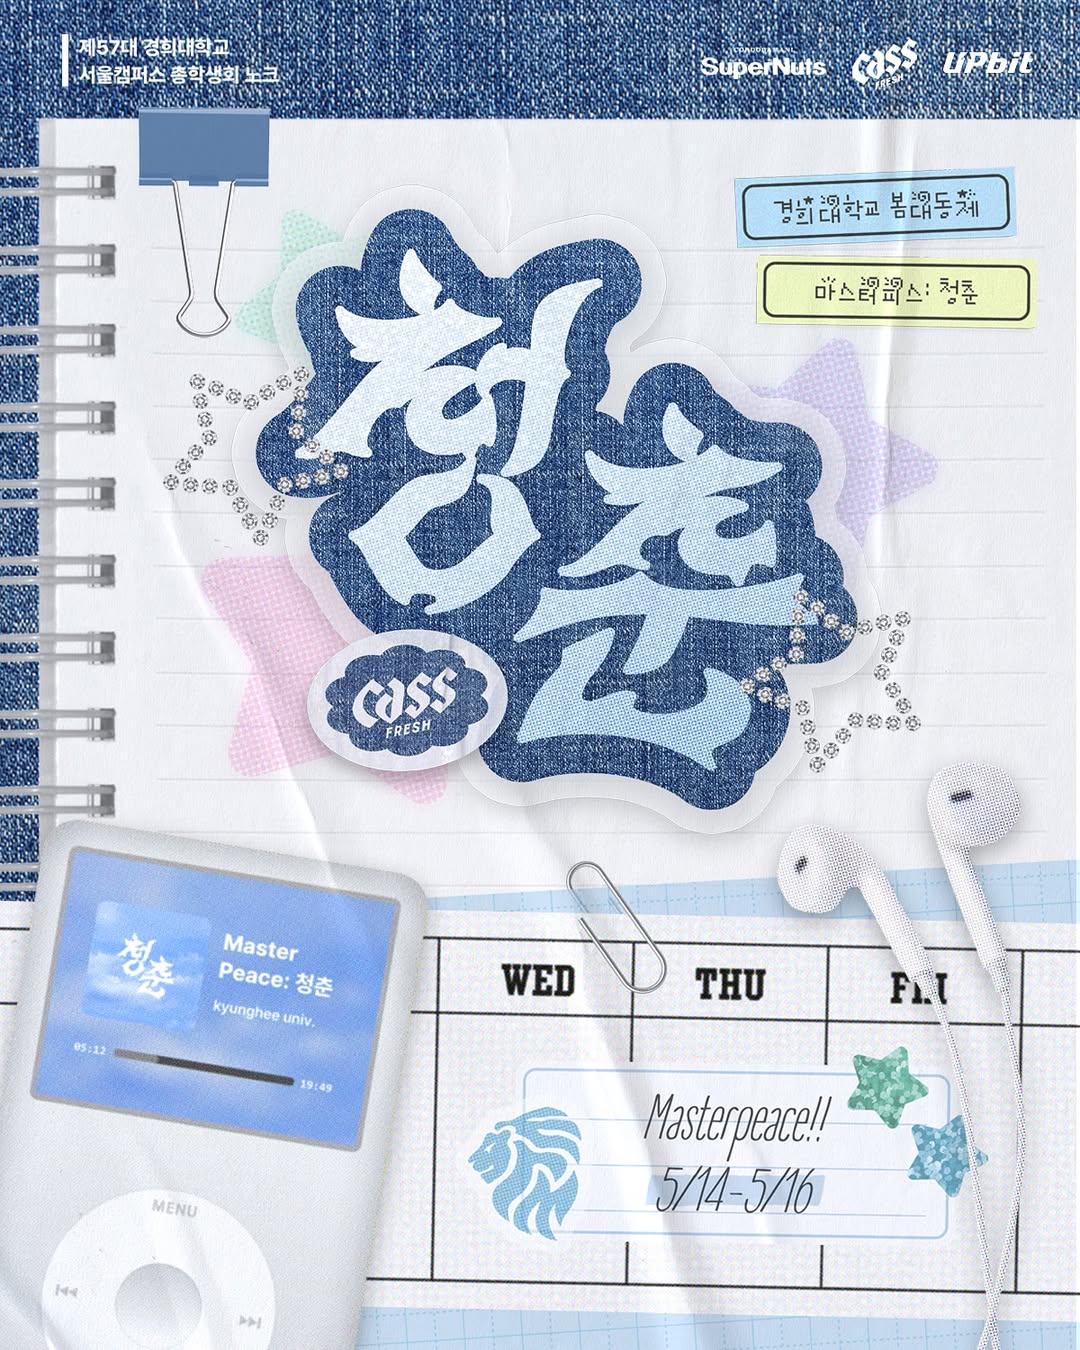 제57대 경희대학교
서울캠퍼스 총학생회 노크
SuperNuts
Cass
FRESH
UPbit
경희대학교 봄대동제
마스터피스: 청춘
청춘
Cass
FRESH
청춘
Master
Peace: 청춘
kyunghee univ.
05:12
19:49
MENU
WED
THU
FRI
Masterpeace!!
5/14-5/16